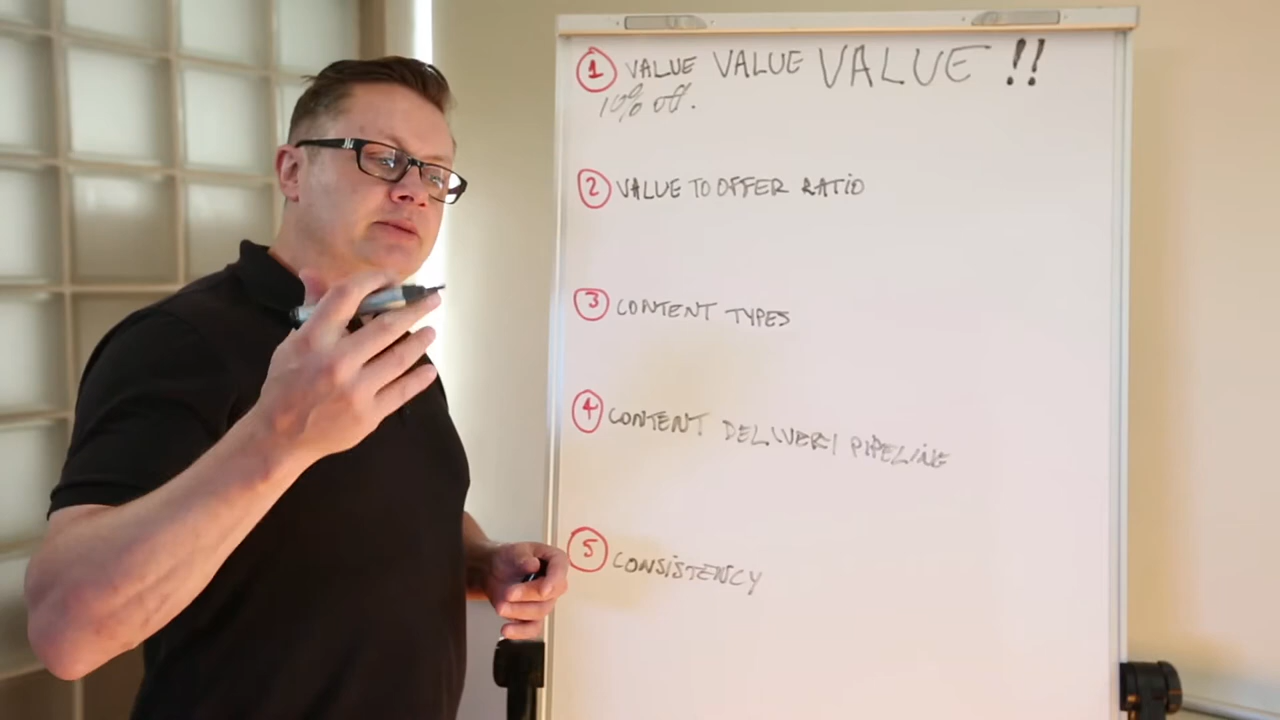 1 VALUE VALUE VALUE !!
10% off.
2 VALUE TO OFFER RATIO
3 CONTENT TYPES
4 CONTENT DELIVERY PIPELINE
5 CONSISTENCY